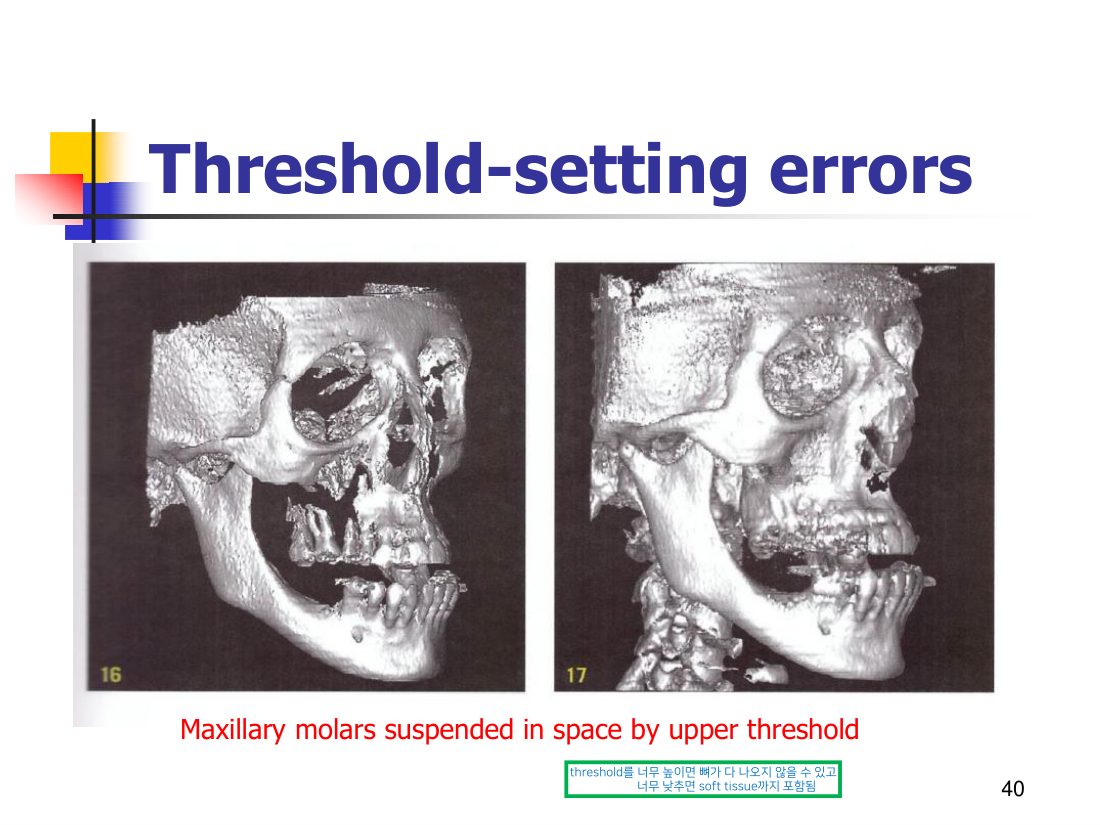 Threshold-setting errors
16
17
Maxillary molars suspended in space by upper threshold
threshold를 너무 높이면 뼈가 다 나오지 않을 수 있고
너무 낮추면 soft tissue까지 포함됨
40